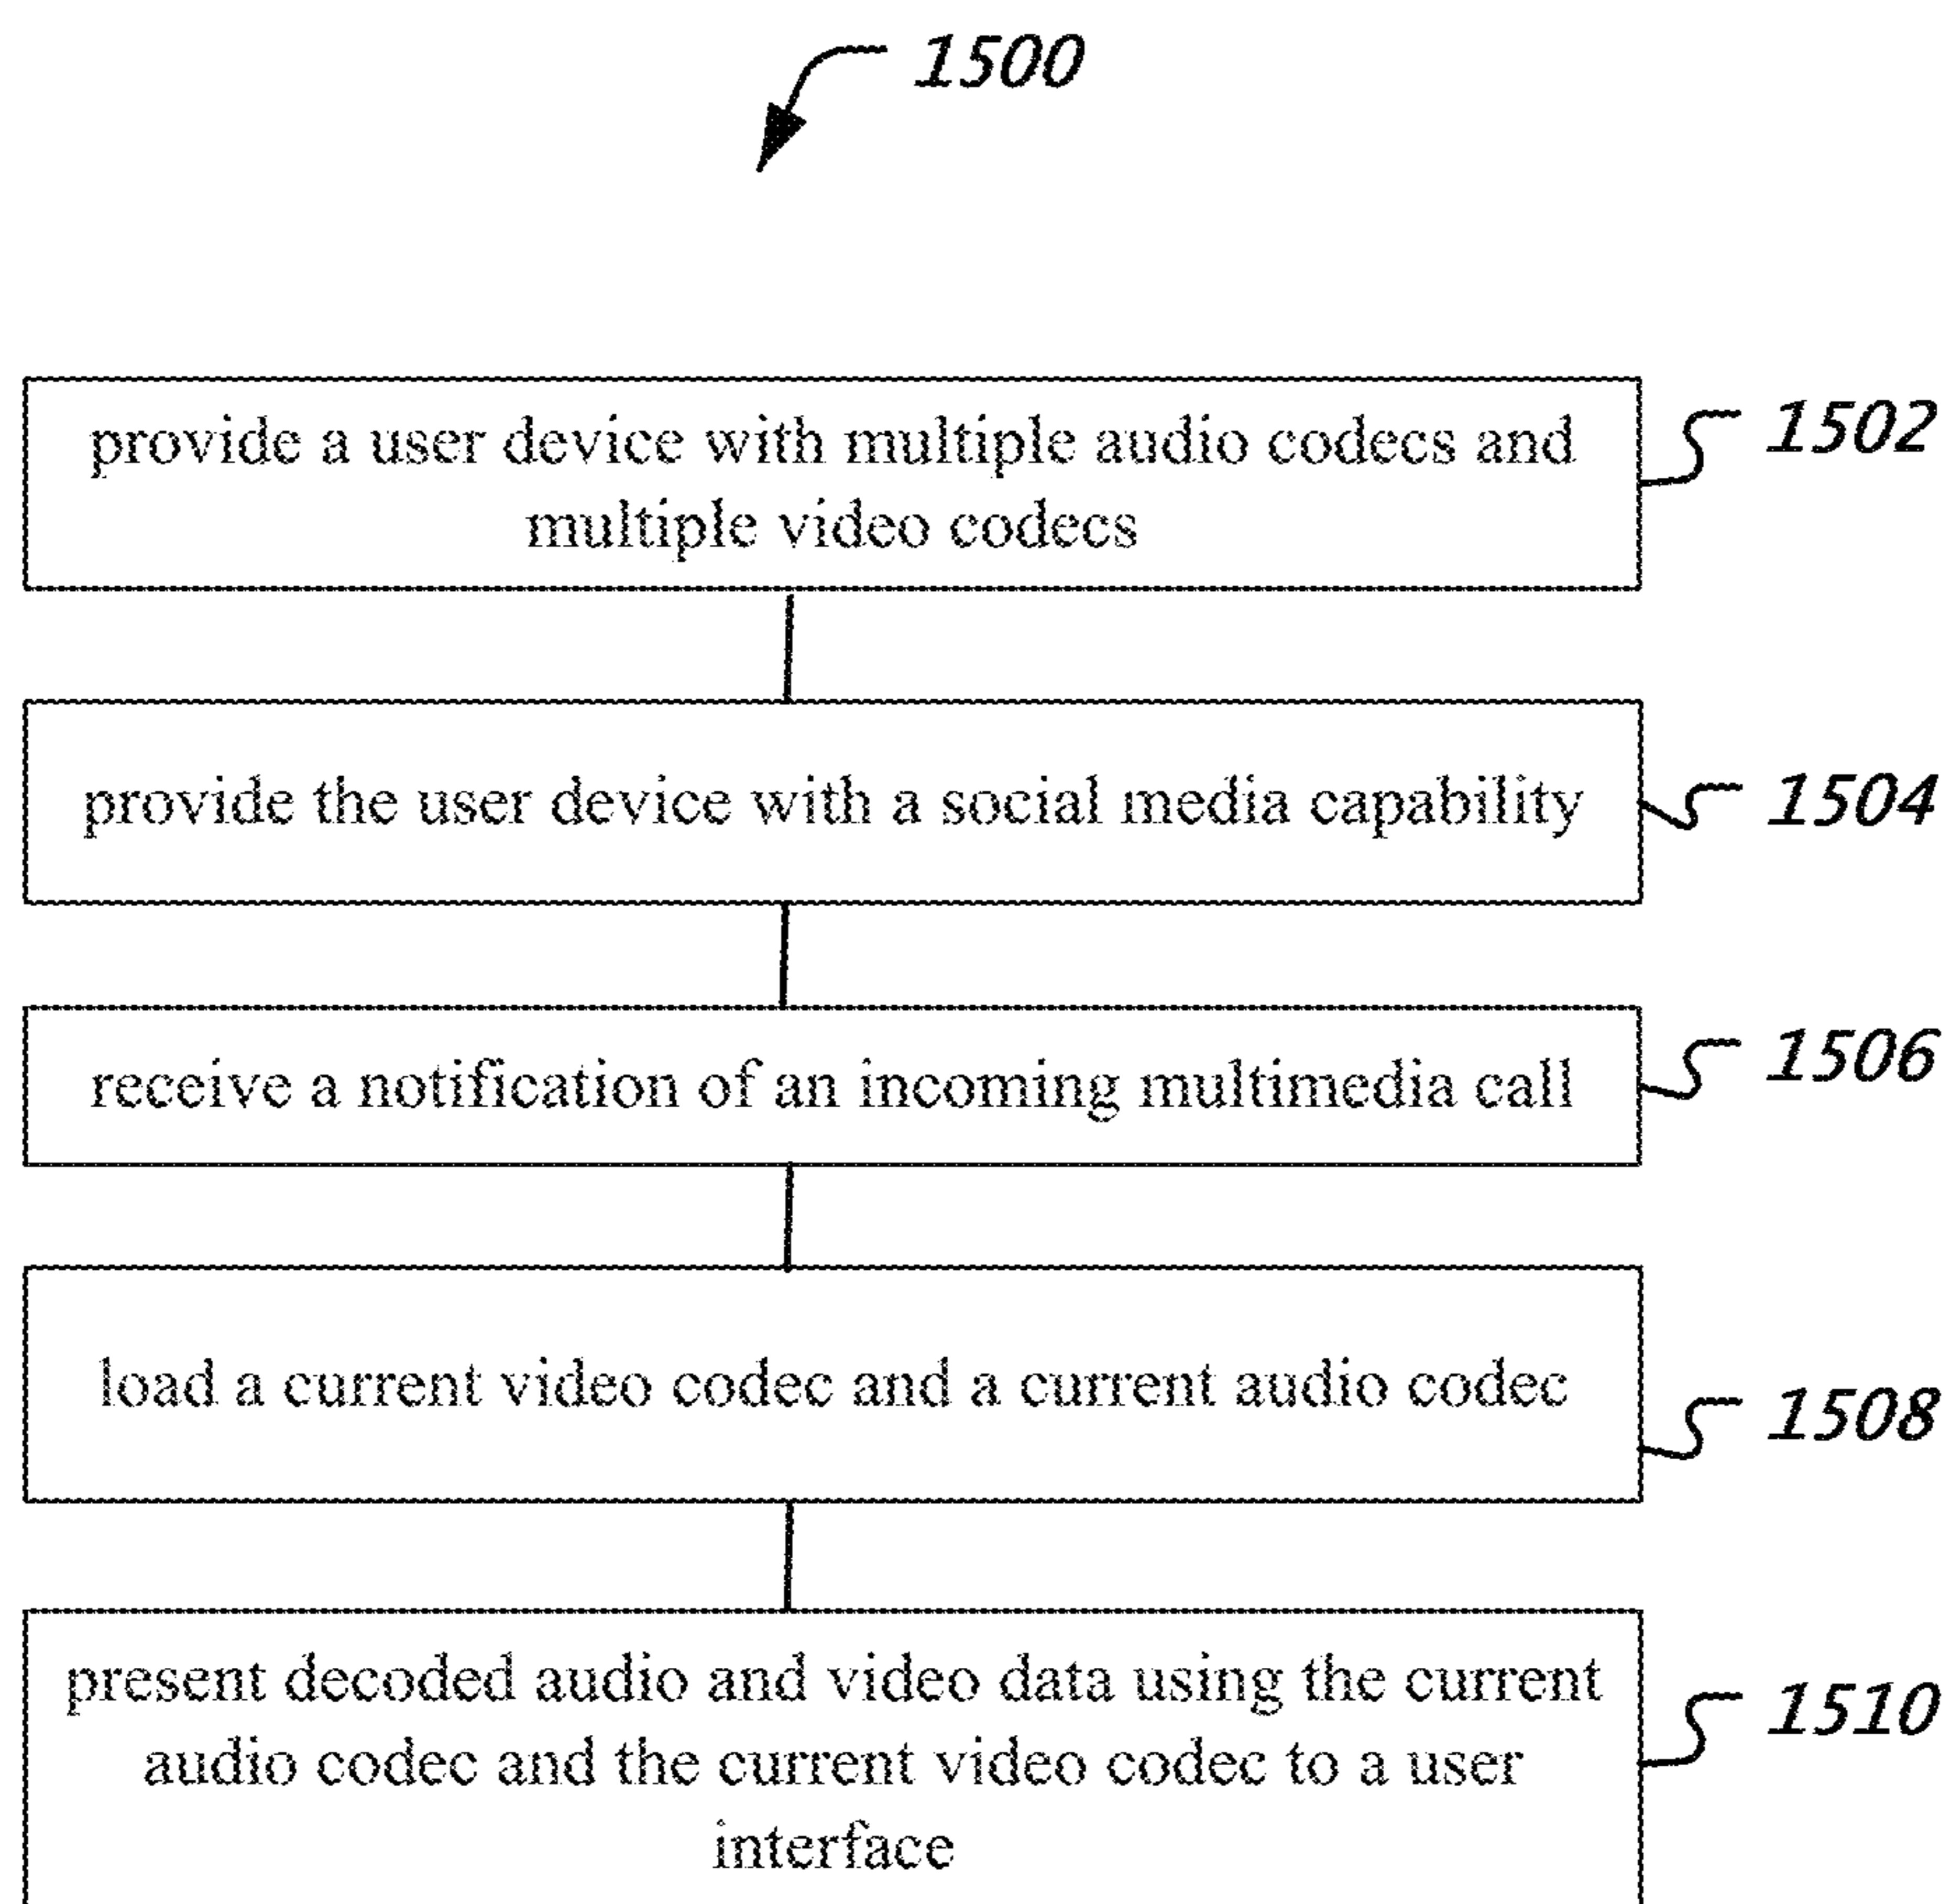 1500
provide a user device with multiple audio codecs and
multiple video codecs
1502
provide the user device with a social media capability
1504
receive a notification of an incoming multimedia call
1506
load a current video codec and a current audio codec
1508
present decoded audio and video data using the current
audio codec and the current video codec to a user
interface
1510